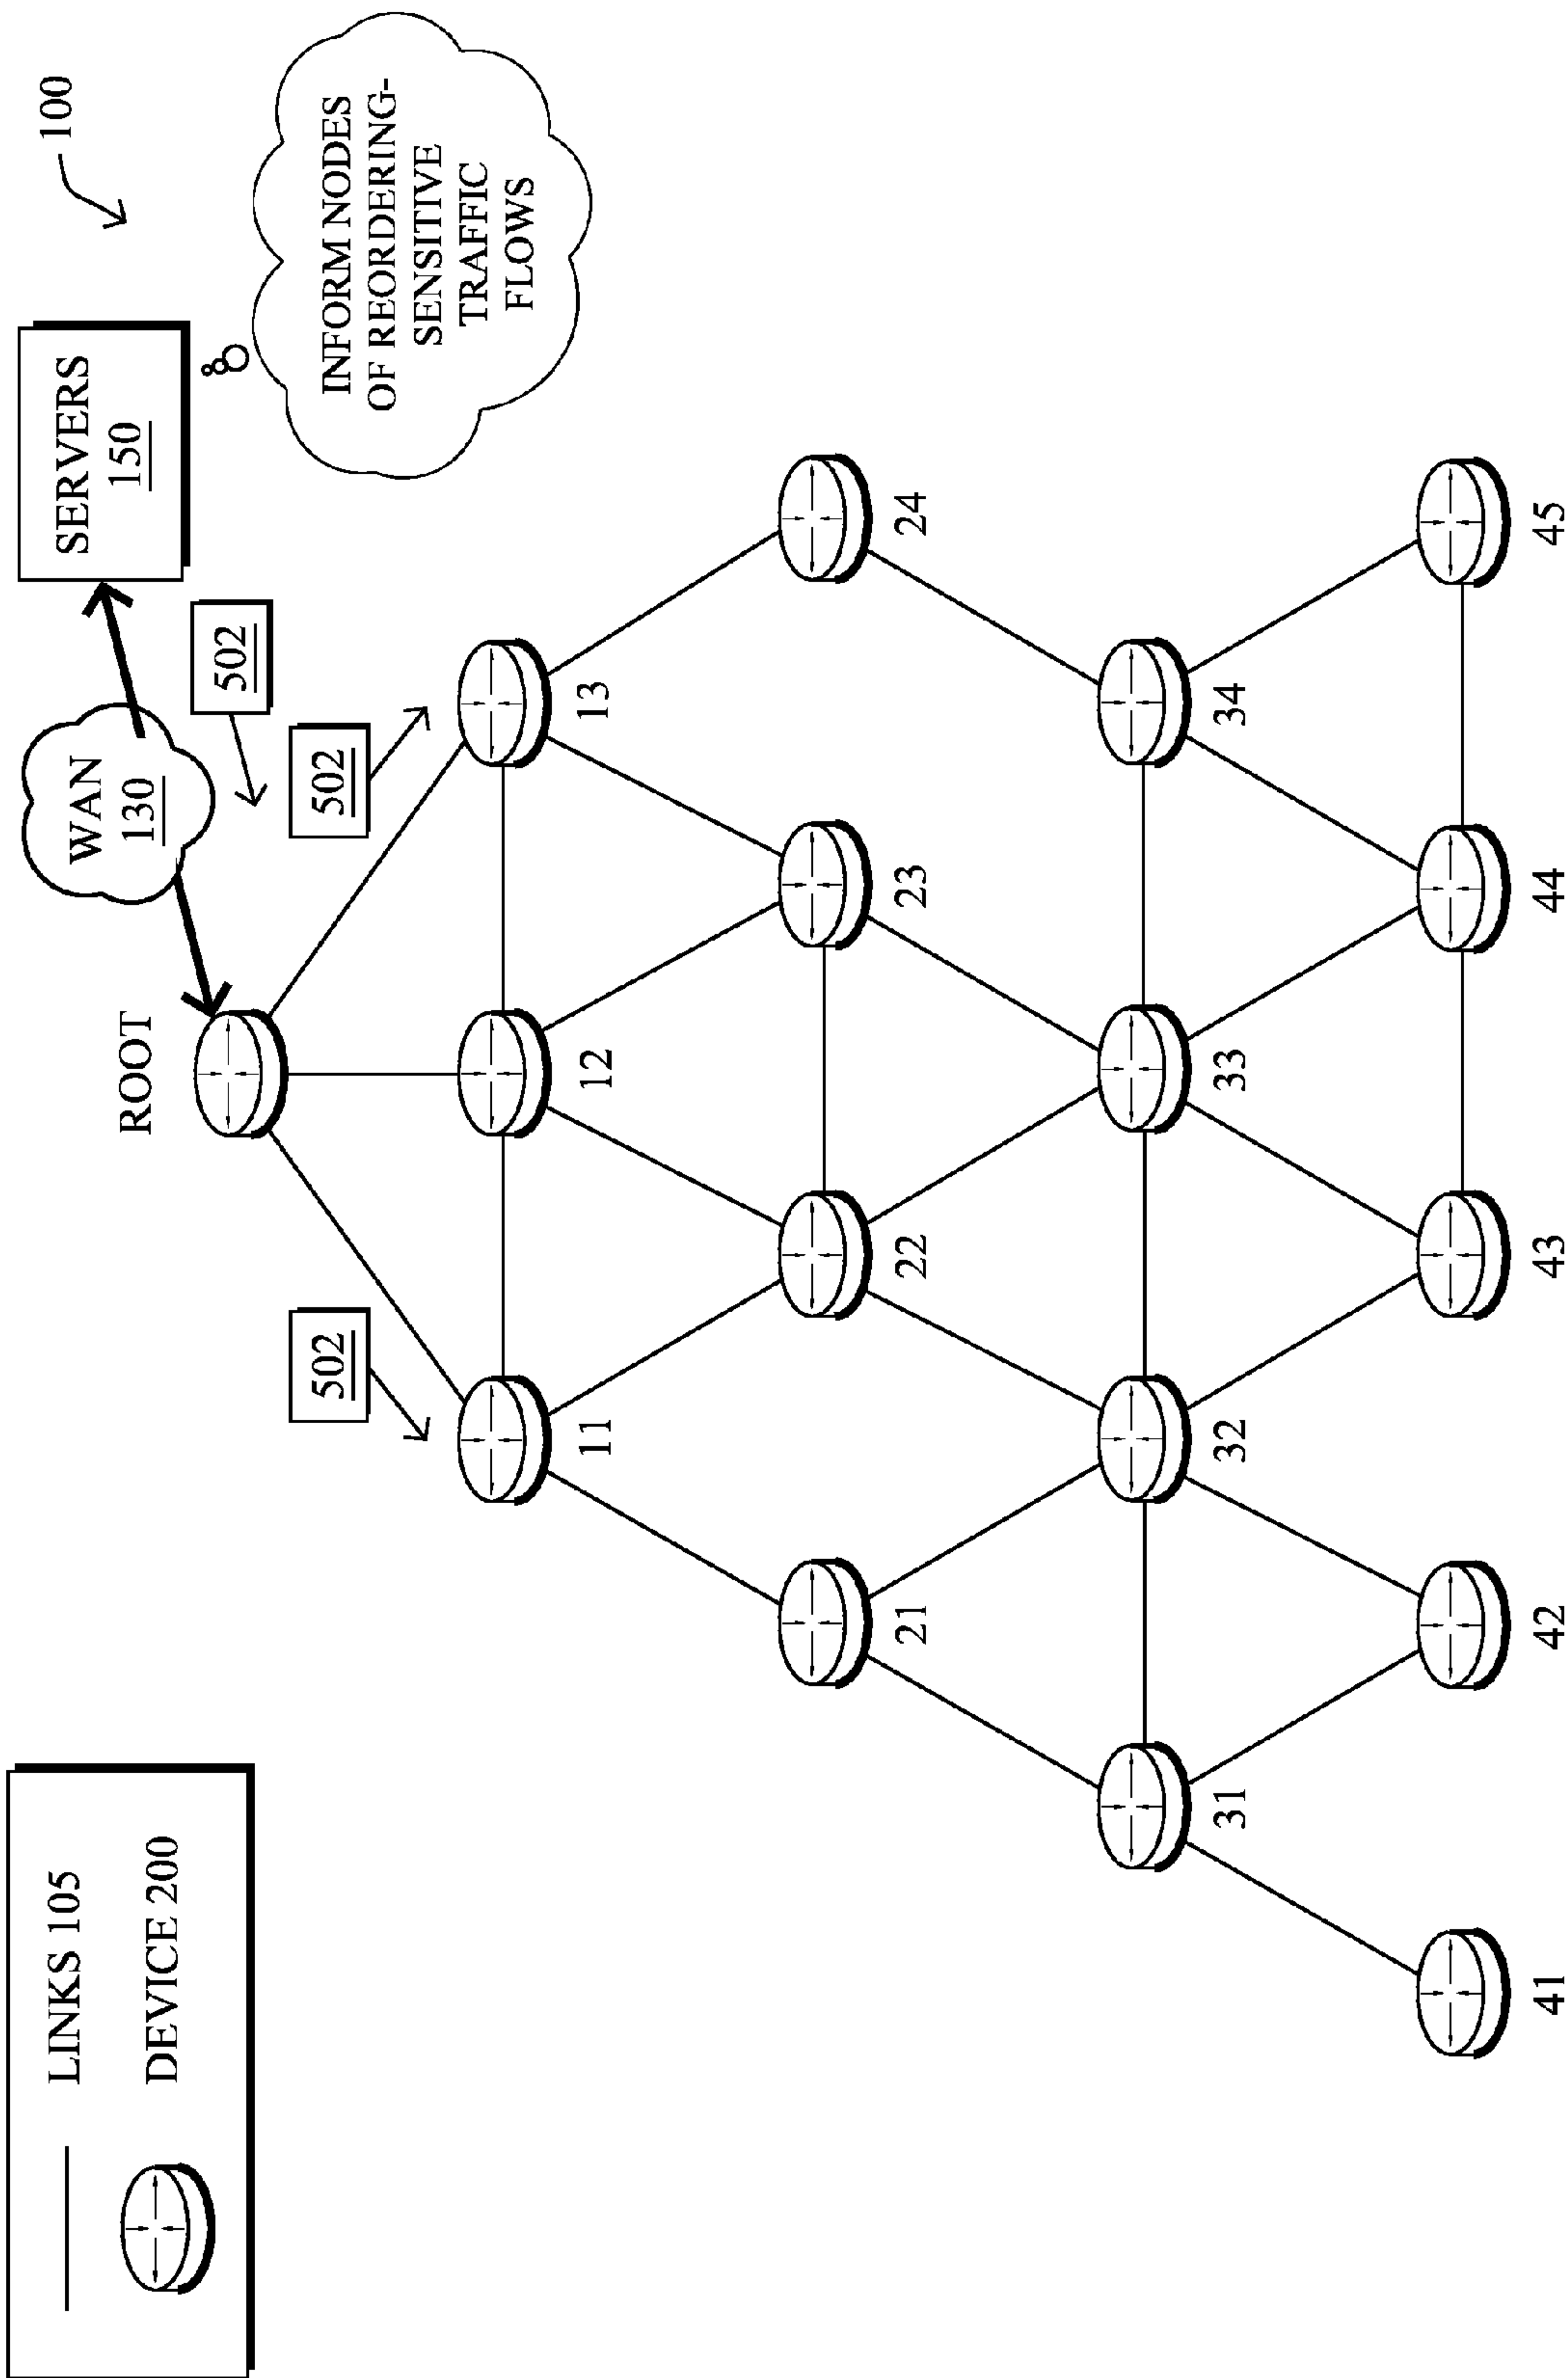 LINKS 105
DEVICE 200
100
SERVERS
150
WAN
130
502
INFORM NODES
OF REORDERING-
SENSITIVE
TRAFFIC
FLOWS
ROOT
502
502
11
12
13
21
22
23
24
31
32
33
34
41
42
43
44
45